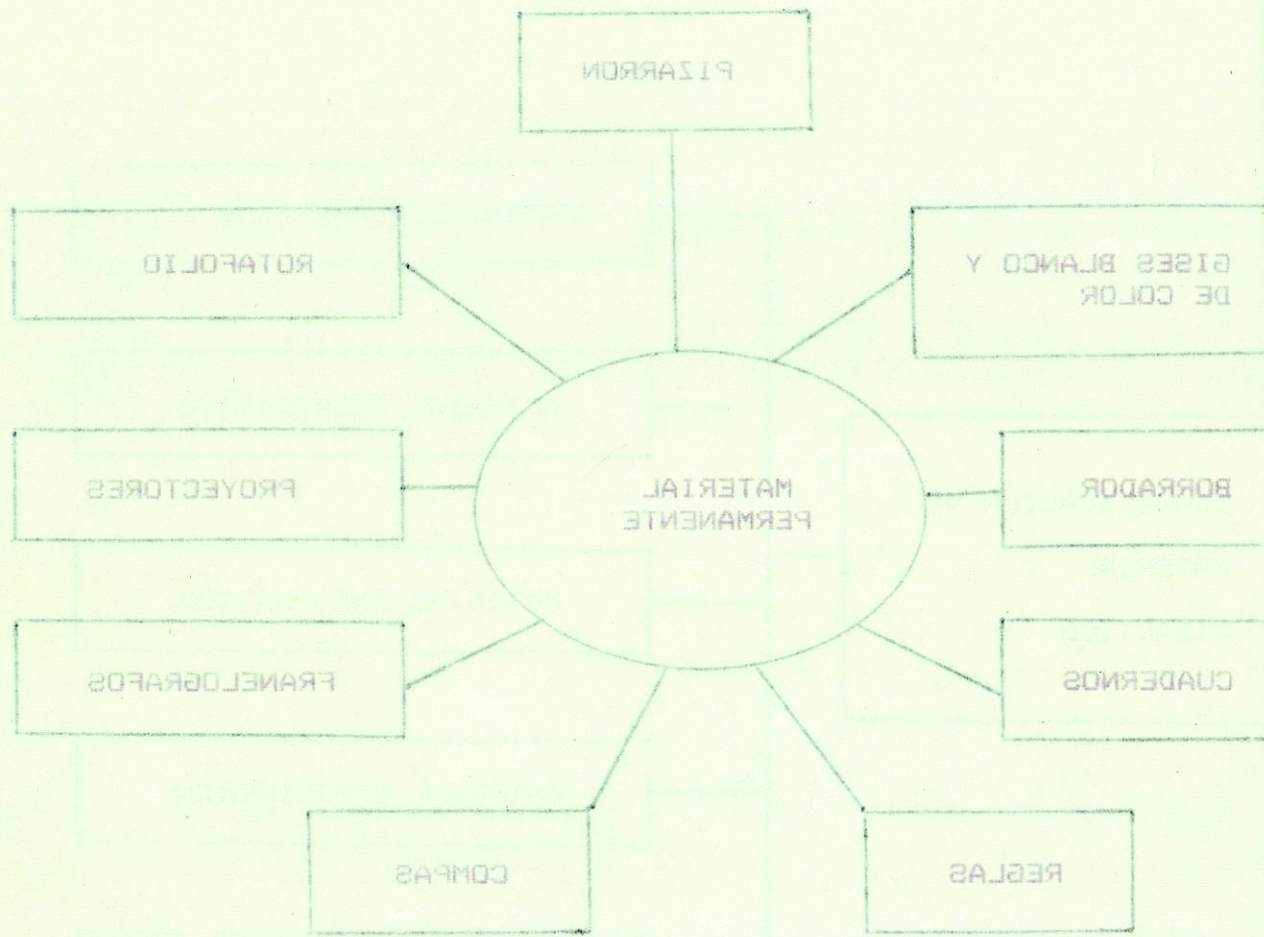 PIZARRON
GISES BLANCO Y
DE COLOR
ROTAFOLIO
BORRADOR
MATERIAL
PERMANENTE
PROYECTORES
CUADERNOS
FRANELOGRAFOS
REGLAS
COMPAS